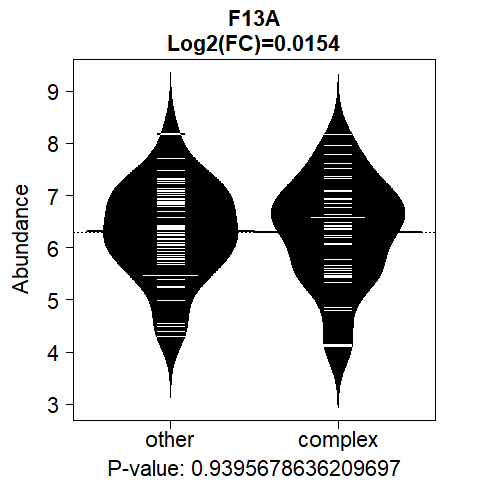 F13A
Log2(FC)=0.0154
Abundance
9
8
7
6
5
4
3
other complex
P-value: 0.9395678636209697